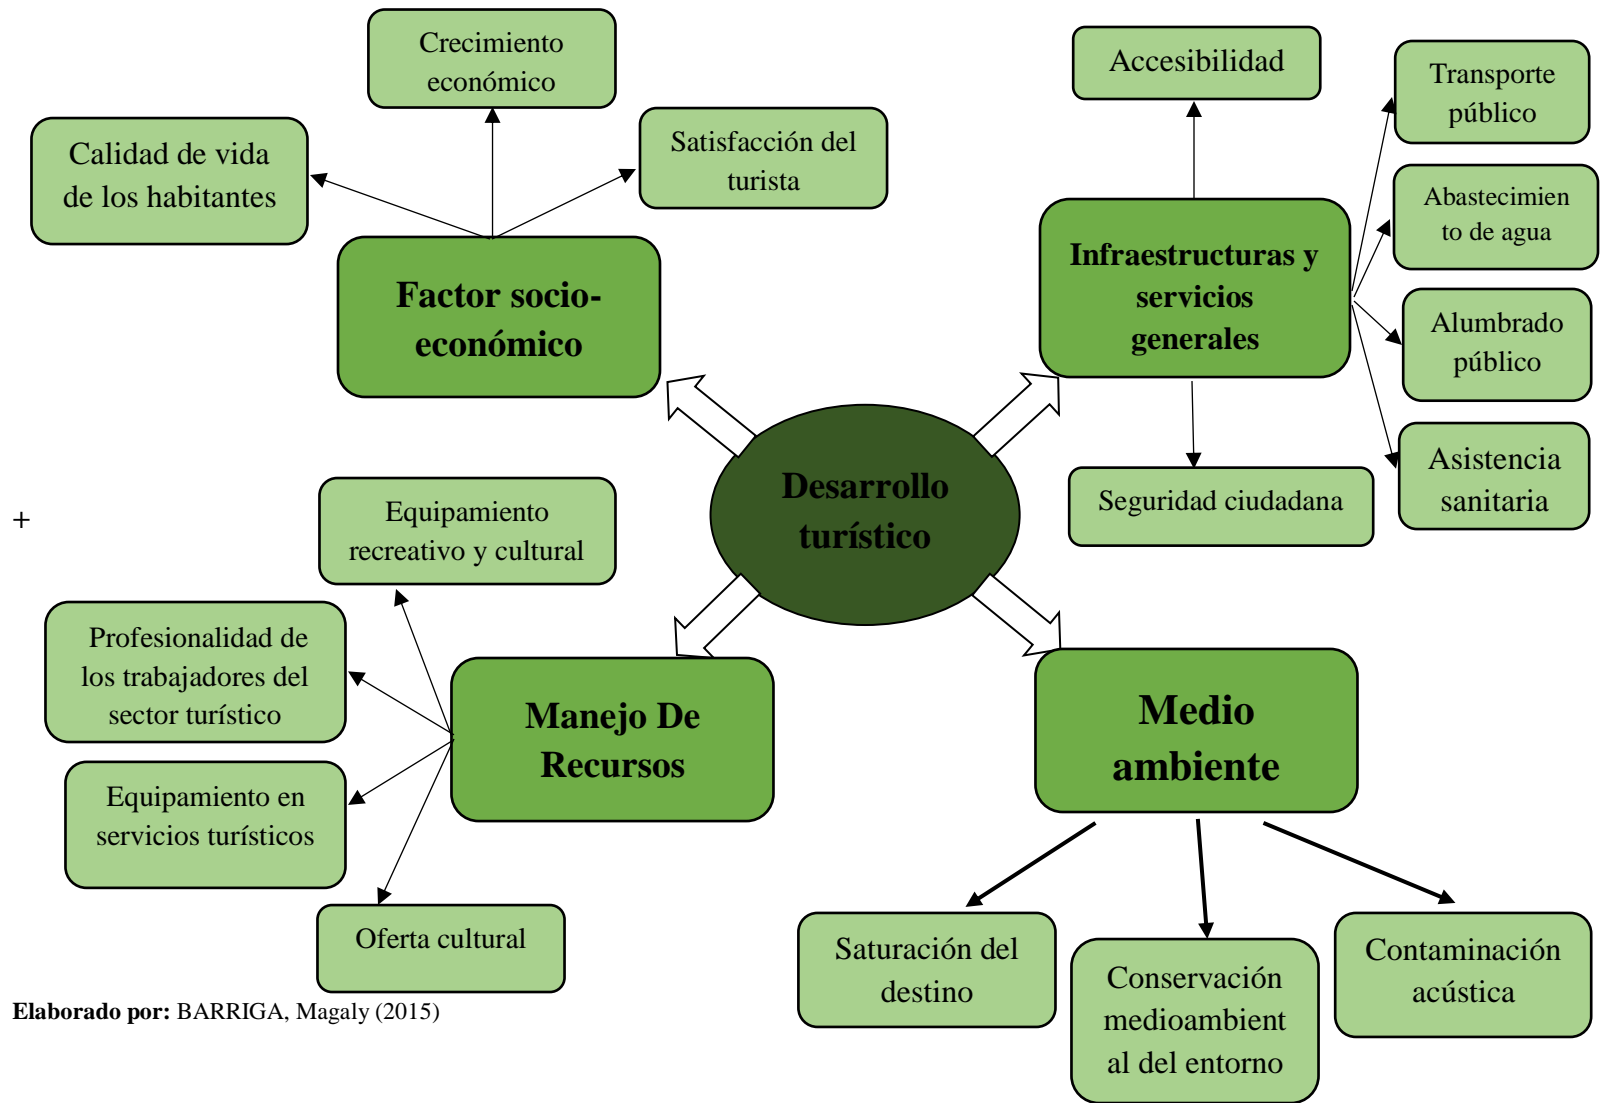 Crecimiento
económico
Calidad de vida
de los habitantes
Satisfacción del
turista
Factor socio-
económico
Accesibilidad
Transporte
público
Abastecimien
to de agua
Infraestructuras y
servicios
generales
Alumbrado
público
Asistencia
sanitaria
Seguridad ciudadana
Desarrollo
turístico
+
Equipamiento
recreativo y cultural
Profesionalidad de
los trabajadores del
sector turístico
Manejo De
Recursos
Equipamiento en
servicios turísticos
Oferta cultural
Medio
ambiente
Saturación del
destino
Conservación
medioambient
al del entorno
Contaminación
acústica
Elaborado por: BARRIGA, Magaly (2015)